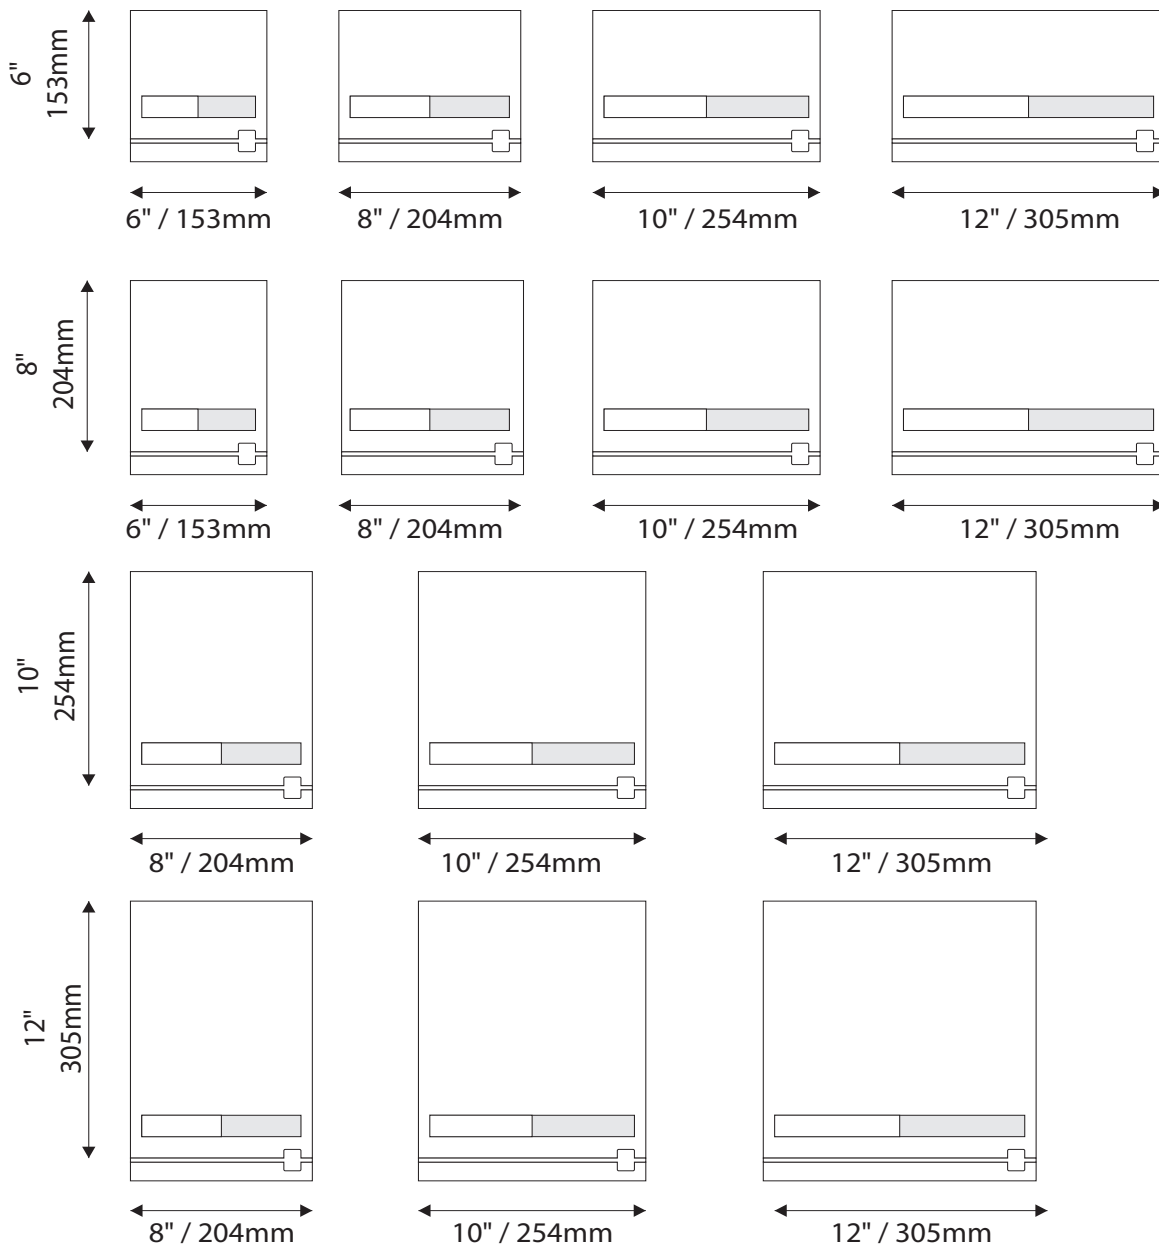 6"
153mm
6" / 153mm
8" / 204mm
10" / 254mm
12" / 305mm
8"
204mm
6" / 153mm
8" / 204mm
10" / 254mm
12" / 305mm
10"
254mm
8" / 204mm
10" / 254mm
12" / 305mm
12"
305mm
8" / 204mm
10" / 254mm
12" / 305mm